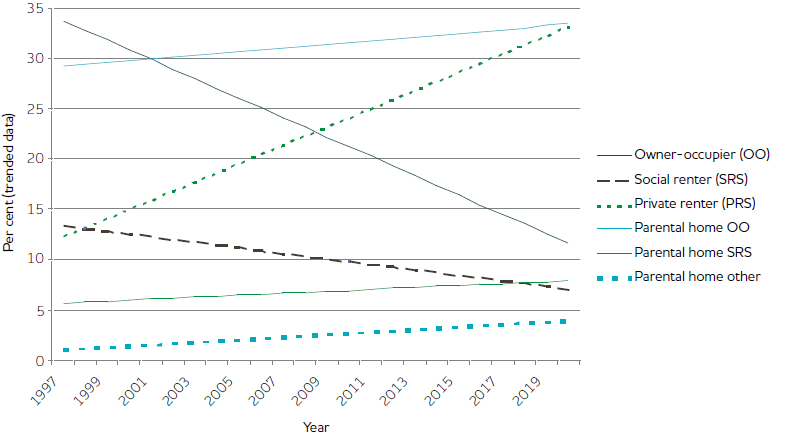 35
30
25
20
15
10
5
0
Per cent (trended data)
1997
1999
2001
2003
2005
2007
2009
2011
2013
2015
2017
2019
Year
Owner-occupier (OO)
Social renter (SRS)
Private renter (PRS)
Parental home OO
Parental home SRS
Parental home other